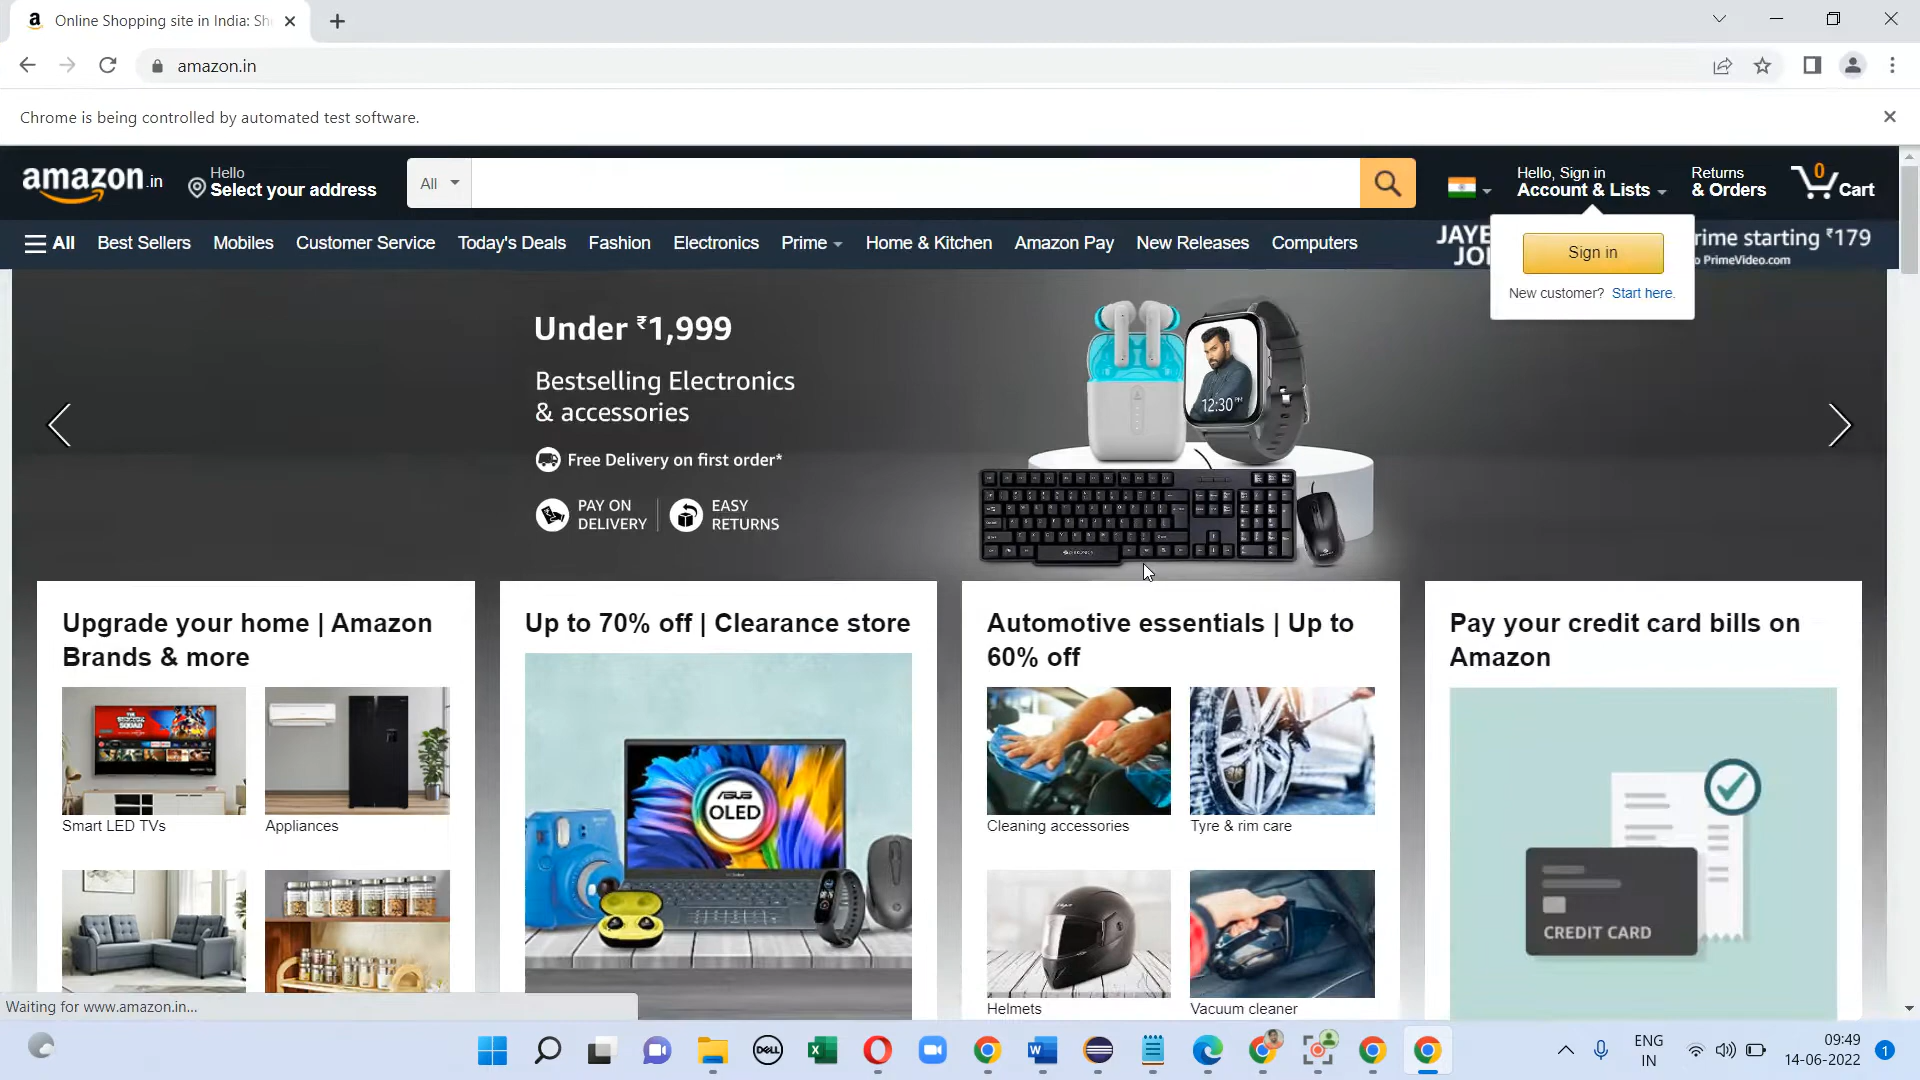 Online Shopping site in India: Sh
amazon.in
Chrome is being controlled by automated test software.
amazon.in
Hello
Select your address
All
Hello, Sign in
Account & Lists
Returns
& Orders
0
Cart
All
Best Sellers
Mobiles
Customer Service
Today's Deals
Fashion
Electronics
Prime
Home & Kitchen
Amazon Pay
New Releases
Computers
JAYE
JO
rime starting ₹179
o PrimeVideo.com
Sign in
New customer? Start here.
Under ₹1,999
Bestselling Electronics
& accessories
Free Delivery on first order*
PAY ON
DELIVERY
EASY
RETURNS
12:30 PM
Upgrade your home | Amazon
Brands & more
Smart LED TVs
Appliances
Up to 70% off | Clearance store
ASUS
OLED
Automotive essentials | Up to
60% off
Cleaning accessories
Tyre & rim care
Helmets
Vacuum cleaner
Pay your credit card bills on
Amazon
CREDIT CARD
Waiting for www.amazon.in...
DELL
ENG
IN
09:49
14-06-2022
1